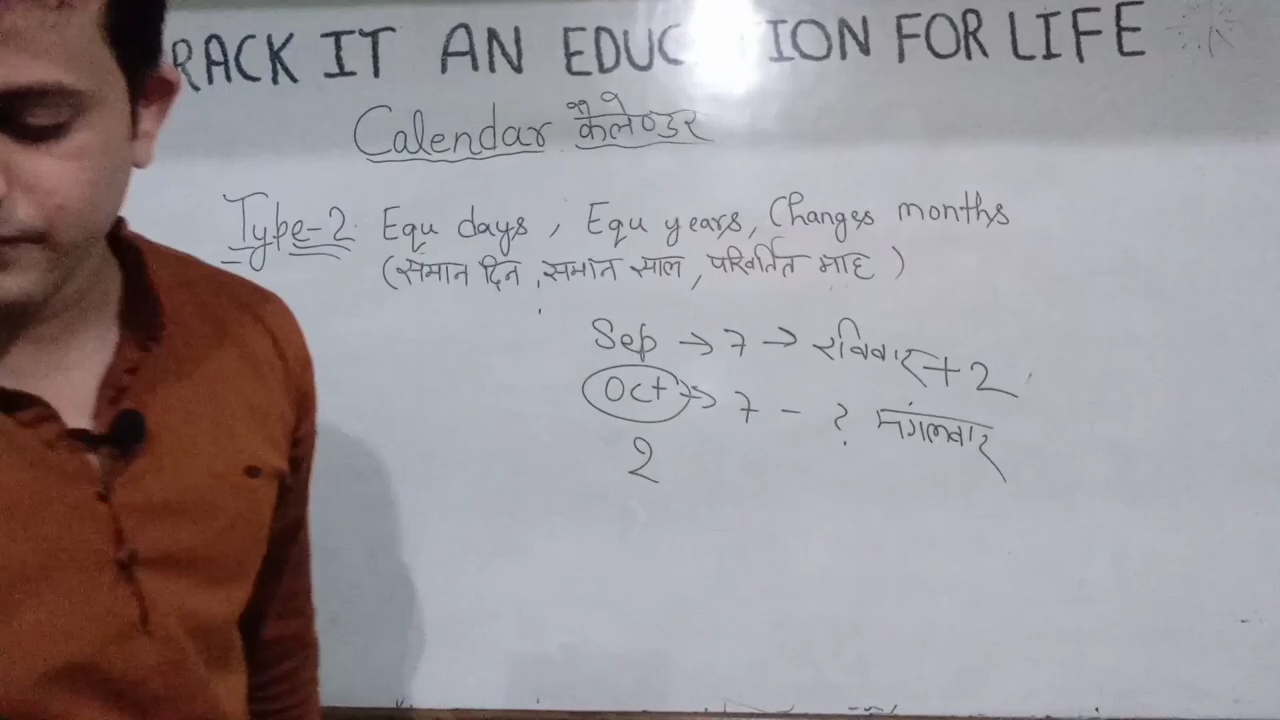 RACK IT AN EDUCATION FOR LIFE
Calendar कैलेण्डर
Type-2 Equ days, Equ years, Changes months
(समान दिन, समान साल, परिवर्तित माह)
Sep → 7 → रविवार + 2
Oct → 7 - ? मंगलवार
2